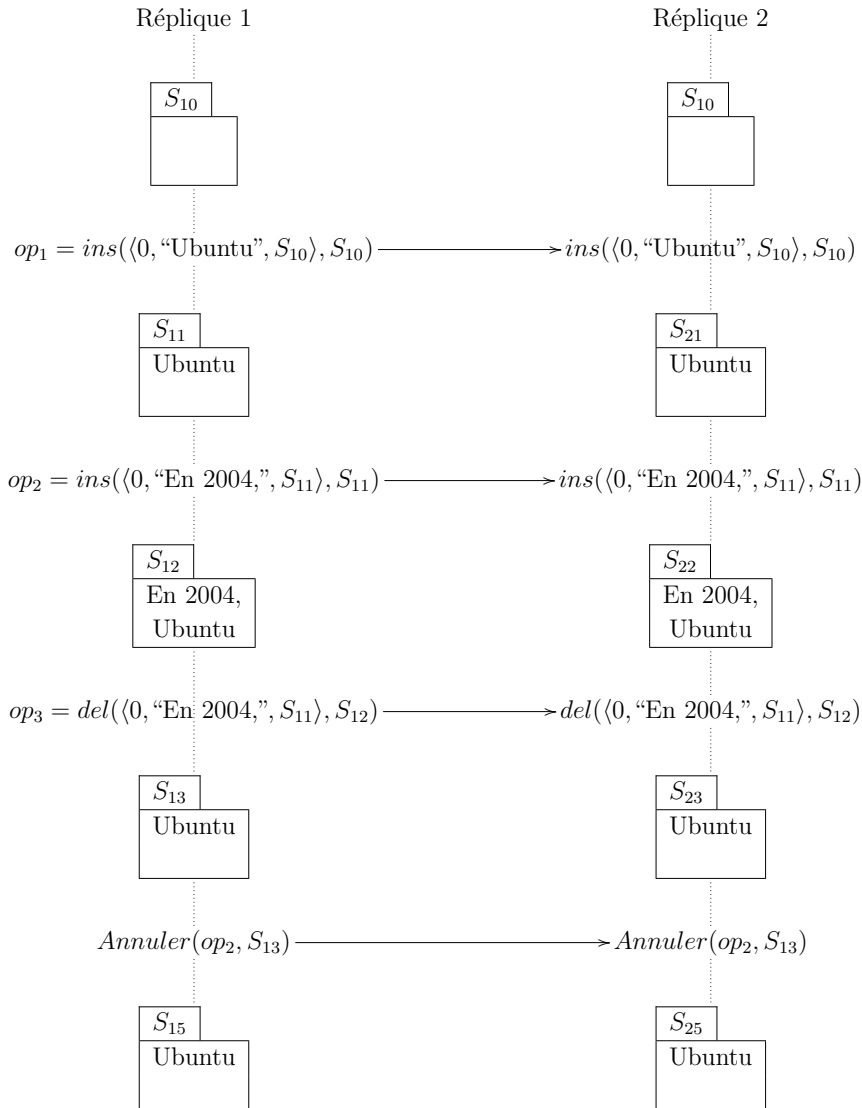 Réplique 1 Réplique 2
S₁₀ S₁₀
op₁ = ins(⟨0, “Ubuntu”, S₁₀⟩, S₁₀) ins(⟨0, “Ubuntu”, S₁₀⟩, S₁₀)
S₁₁ S₂₁
Ubuntu Ubuntu
op₂ = ins(⟨0, “En 2004,”, S₁₁⟩, S₁₁) ins(⟨0, “En 2004,”, S₁₁⟩, S₁₁)
S₁₂ S₂₂
En 2004, En 2004,
Ubuntu Ubuntu
op₃ = del(⟨0, “En 2004,”, S₁₁⟩, S₁₂) del(⟨0, “En 2004,”, S₁₁⟩, S₁₂)
S₁₃ S₂₃
Ubuntu Ubuntu
Annuler(op₂, S₁₃) Annuler(op₂, S₁₃)
S₁₅ S₂₅
Ubuntu Ubuntu